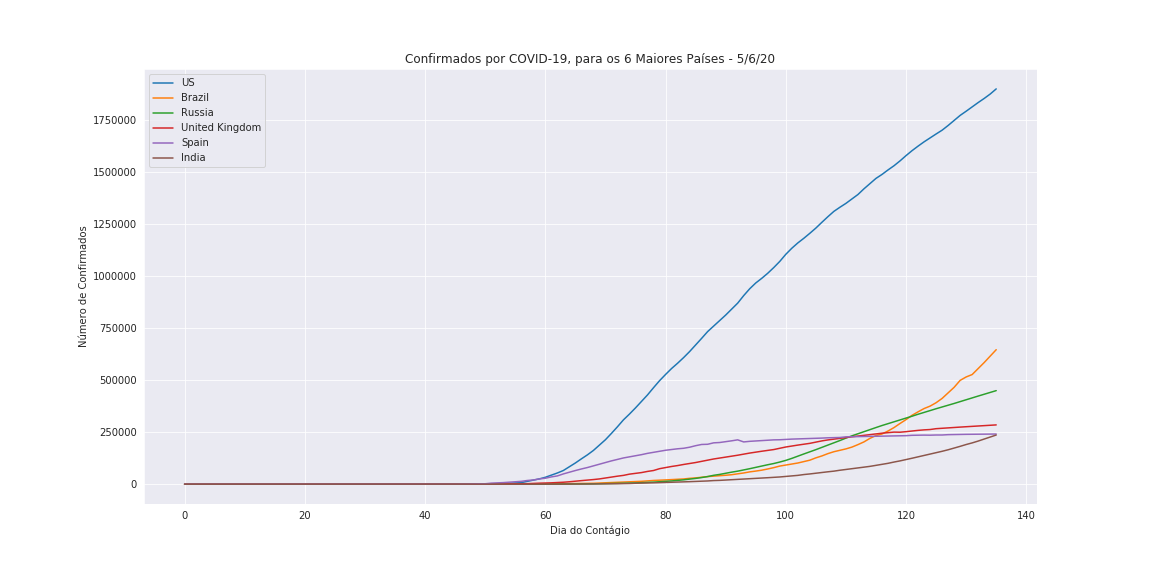 Confirmados por COVID-19, para os 6 Maiores Países - 5/6/20
US
Brazil
Russia
United Kingdom
Spain
India
Número de Confirmados
1750000
1500000
1250000
1000000
750000
500000
250000
0
0 20 40 60 80 100 120 140
Dia do Contágio